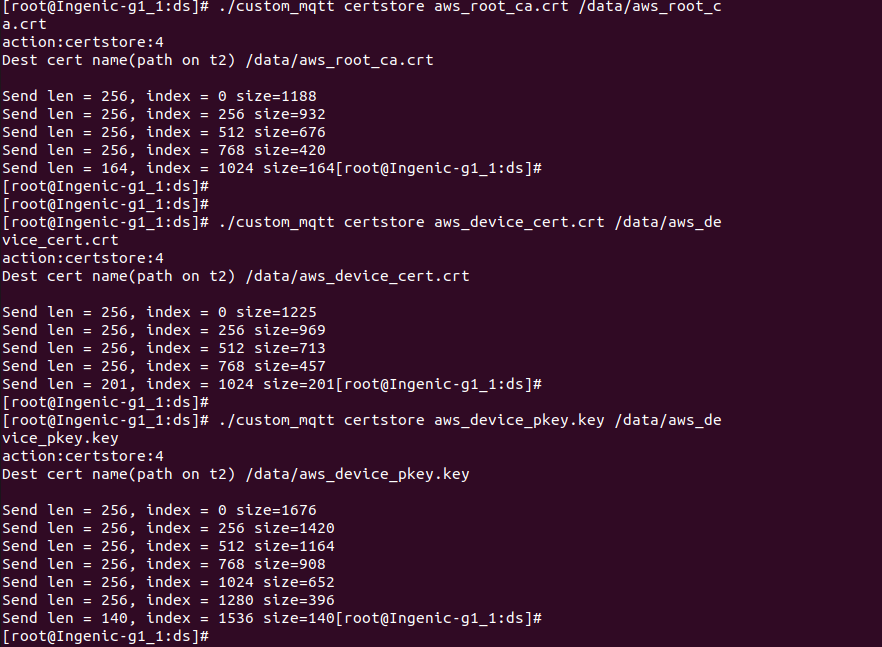 [root@Ingenic-g1_1:ds]# ./custom_mqtt certstore aws_root_ca.crt /data/aws_root_c
a.crt
action:certstore:4
Dest cert name(path on t2) /data/aws_root_ca.crt
Send len = 256, index = 0 size=1188
Send len = 256, index = 256 size=932
Send len = 256, index = 512 size=676
Send len = 256, index = 768 size=420
Send len = 164, index = 1024 size=164[root@Ingenic-g1_1:ds]#
[root@Ingenic-g1_1:ds]#
[root@Ingenic-g1_1:ds]#
[root@Ingenic-g1_1:ds]# ./custom_mqtt certstore aws_device_cert.crt /data/aws_de
vice_cert.crt
action:certstore:4
Dest cert name(path on t2) /data/aws_device_cert.crt
Send len = 256, index = 0 size=1225
Send len = 256, index = 256 size=969
Send len = 256, index = 512 size=713
Send len = 256, index = 768 size=457
Send len = 201, index = 1024 size=201[root@Ingenic-g1_1:ds]#
[root@Ingenic-g1_1:ds]#
[root@Ingenic-g1_1:ds]# ./custom_mqtt certstore aws_device_pkey.key /data/aws_de
vice_pkey.key
action:certstore:4
Dest cert name(path on t2) /data/aws_device_pkey.key
Send len = 256, index = 0 size=1676
Send len = 256, index = 256 size=1420
Send len = 256, index = 512 size=1164
Send len = 256, index = 768 size=908
Send len = 256, index = 1024 size=652
Send len = 256, index = 1280 size=396
Send len = 140, index = 1536 size=140[root@Ingenic-g1_1:ds]#
[root@Ingenic-g1_1:ds]#